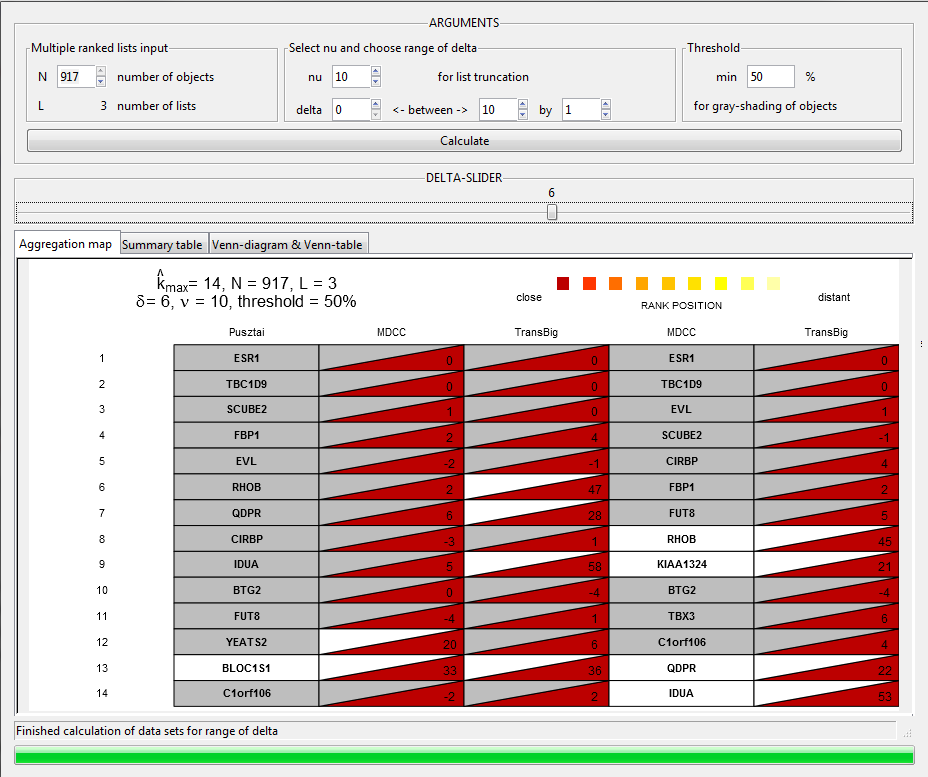 ARGUMENTS
Multiple ranked lists input
N 917 number of objects
L 3 number of lists
Select nu and choose range of delta
nu 10 for list truncation
delta 0 <- between -> 10 by 1
Threshold
min 50 %
for gray-shading of objects
Calculate
DELTA-SLIDER
6
Aggregation map Summary table Venn-diagram & Venn-table
k̂max= 14, N = 917, L = 3
δ= 6, ν = 10, threshold = 50%
close distant
RANK POSITION
Pusztai MDCC TransBig MDCC TransBig
1 ESR1 0 0 ESR1 0
2 TBC1D9 0 0 TBC1D9 0
3 SCUBE2 1 0 EVL 1
4 FBP1 2 4 SCUBE2 -1
5 EVL -2 -1 CIRBP 4
6 RHOB 2 47 FBP1 2
7 QDPR 6 28 FUT8 5
8 CIRBP -3 1 RHOB 45
9 IDUA 5 58 KIAA1324 21
10 BTG2 0 -4 BTG2 -4
11 FUT8 -4 1 TBX3 6
12 YEATS2 20 6 C1orf106 4
13 BLOC1S1 33 36 QDPR 22
14 C1orf106 -2 2 IDUA 53
Finished calculation of data sets for range of delta